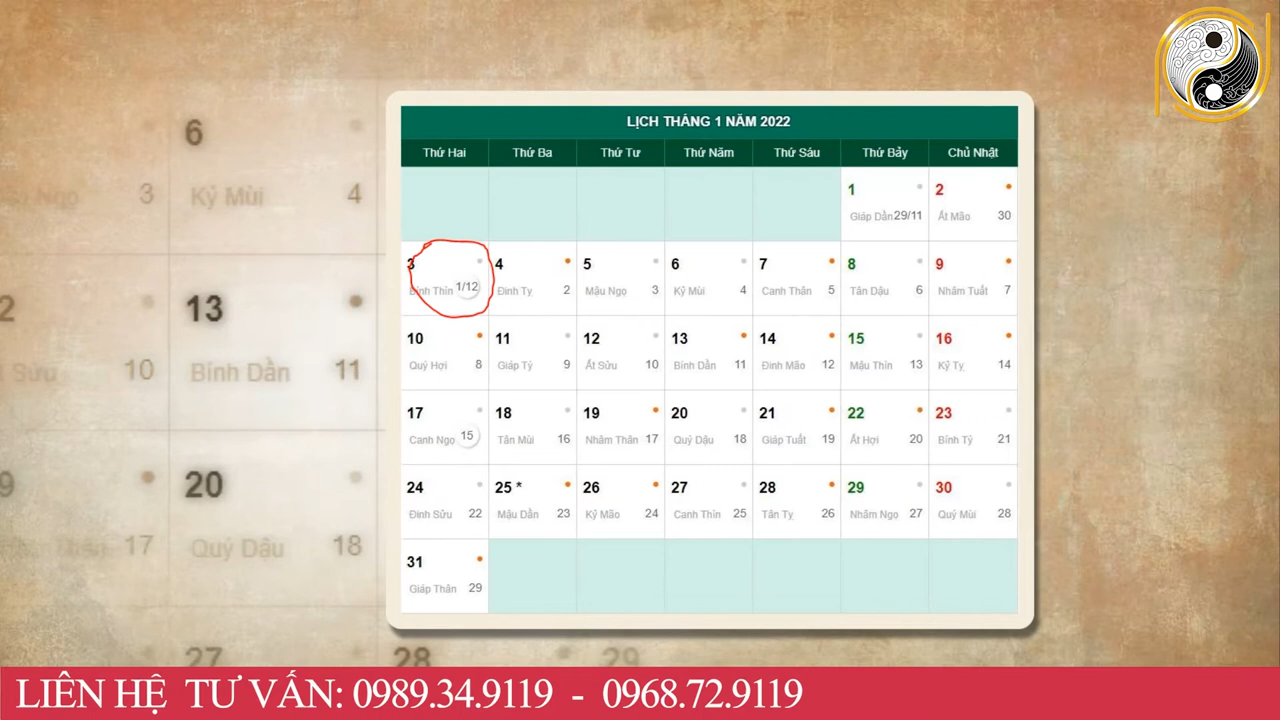 LỊCH THÁNG 1 NĂM 2022
Thứ Hai Thứ Ba Thứ Tư Thứ Năm Thứ Sáu Thứ Bảy Chủ Nhật
1 2
Giáp Dần 29/11 Ất Mão 30
3 4 5 6 7 8 9
Bính Thìn 1/12 Đinh Tỵ 2 Mậu Ngọ 3 Kỷ Mùi 4 Canh Thân 5 Tân Dậu 6 Nhâm Tuất 7
10 11 12 13 14 15 16
Quý Hợi 8 Giáp Tý 9 Ất Sửu 10 Bính Dần 11 Đinh Mão 12 Mậu Thìn 13 Kỷ Tỵ 14
17 18 19 20 21 22 23
Canh Ngọ 15 Tân Mùi 16 Nhâm Thân 17 Quý Dậu 18 Giáp Tuất 19 Ất Hợi 20 Bính Tý 21
24 25 * 26 27 28 29 30
Đinh Sửu 22 Mậu Dần 23 Kỷ Mão 24 Canh Thìn 25 Tân Tỵ 26 Nhâm Ngọ 27 Quý Mùi 28
31
Giáp Thân 29
6
3 Kỷ Mùi 4
2 13
Sửu 10 Bính Dần 11
9 20
17 Quý Dậu 18
27 28 29
LIÊN HỆ TƯ VẤN: 0989.34.9119 - 0968.72.9119